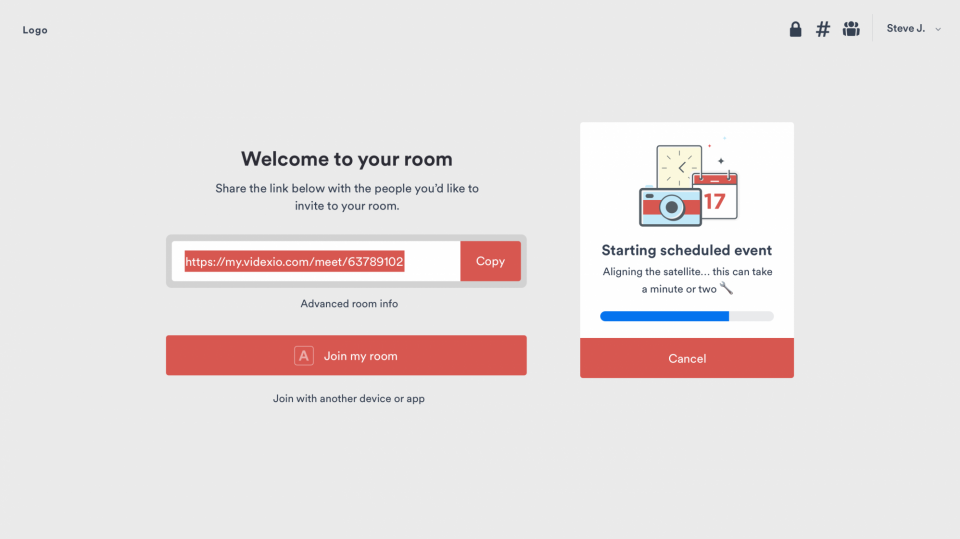 Logo
#
Steve J.
Welcome to your room
Share the link below with the people you’d like to
invite to your room.
https://my.videxio.com/meet/63789102
Copy
Advanced room info
A Join my room
Join with another device or app
17
Starting scheduled event
Aligning the satellite... this can take
a minute or two
Cancel